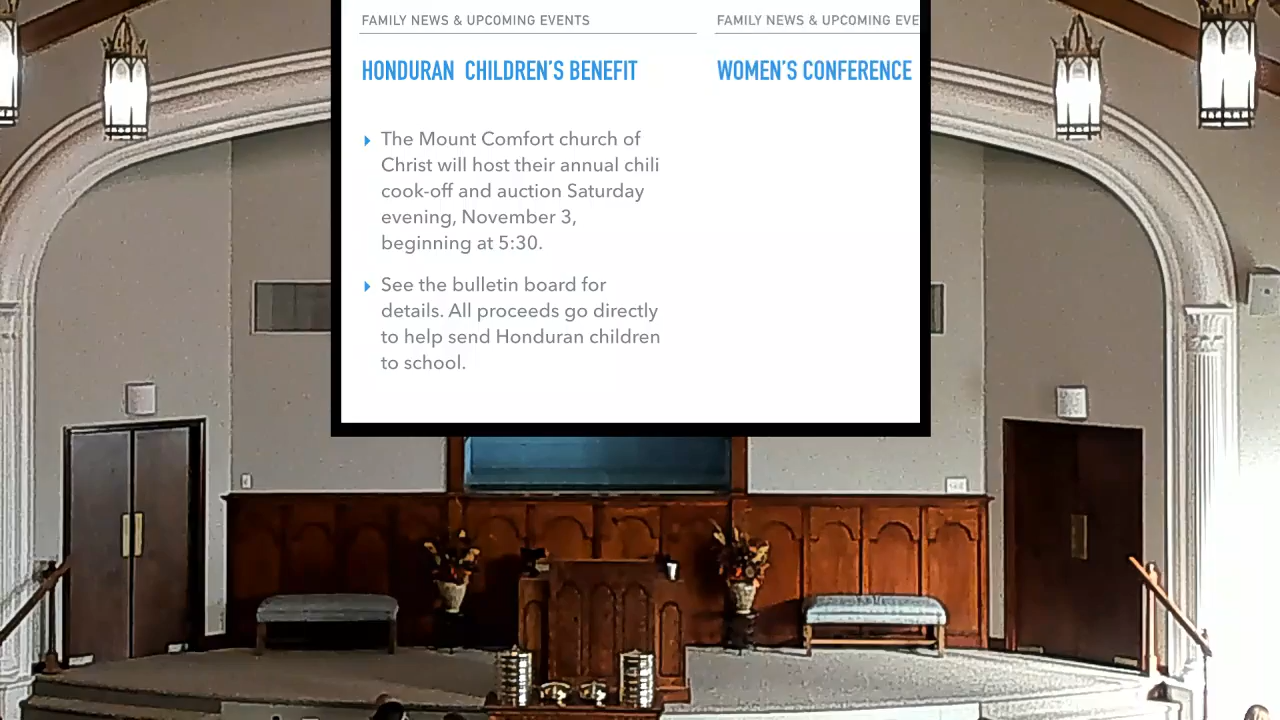 FAMILY NEWS & UPCOMING EVENTS
HONDURAN CHILDREN'S BENEFIT
▸ The Mount Comfort church of
Christ will host their annual chili
cook-off and auction Saturday
evening, November 3,
beginning at 5:30.
▸ See the bulletin board for
details. All proceeds go directly
to help send Honduran children
to school.
FAMILY NEWS & UPCOMING EVE
WOMEN'S CONFERENCE